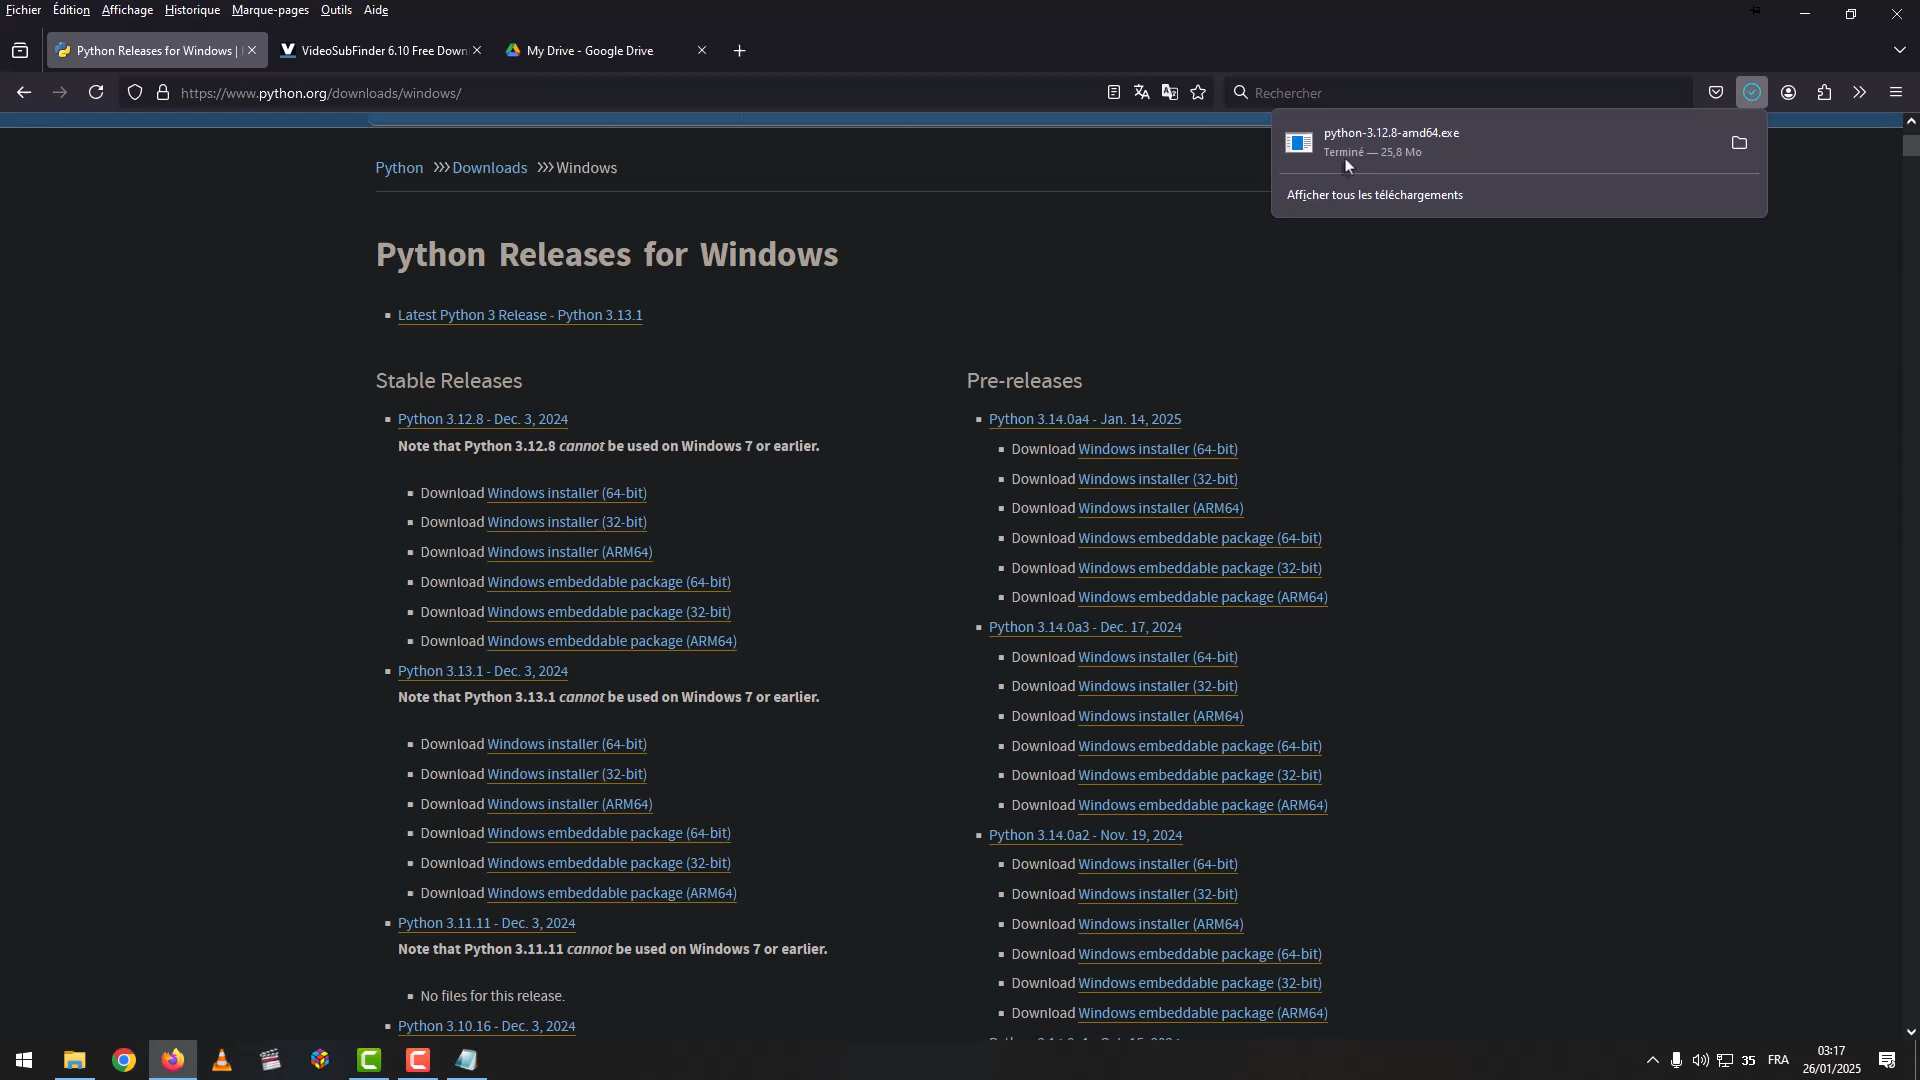 Fichier Édition Affichage Historique Marque-pages Outils Aide
Python Releases for Windows |
VideoSubFinder 6.10 Free Down
My Drive - Google Drive
https://www.python.org/downloads/windows/
Rechercher
python-3.12.8-amd64.exe
Terminé — 25,8 Mo
Afficher tous les téléchargements
Python >>> Downloads >>> Windows
Python Releases for Windows
Latest Python 3 Release - Python 3.13.1
Stable Releases
Python 3.12.8 - Dec. 3, 2024
Note that Python 3.12.8 cannot be used on Windows 7 or earlier.
Download Windows installer (64-bit)
Download Windows installer (32-bit)
Download Windows installer (ARM64)
Download Windows embeddable package (64-bit)
Download Windows embeddable package (32-bit)
Download Windows embeddable package (ARM64)
Python 3.13.1 - Dec. 3, 2024
Note that Python 3.13.1 cannot be used on Windows 7 or earlier.
Download Windows installer (64-bit)
Download Windows installer (32-bit)
Download Windows installer (ARM64)
Download Windows embeddable package (64-bit)
Download Windows embeddable package (32-bit)
Download Windows embeddable package (ARM64)
Python 3.11.11 - Dec. 3, 2024
Note that Python 3.11.11 cannot be used on Windows 7 or earlier.
No files for this release.
Python 3.10.16 - Dec. 3, 2024
Pre-releases
Python 3.14.0a4 - Jan. 14, 2025
Download Windows installer (64-bit)
Download Windows installer (32-bit)
Download Windows installer (ARM64)
Download Windows embeddable package (64-bit)
Download Windows embeddable package (32-bit)
Download Windows embeddable package (ARM64)
Python 3.14.0a3 - Dec. 17, 2024
Download Windows installer (64-bit)
Download Windows installer (32-bit)
Download Windows installer (ARM64)
Download Windows embeddable package (64-bit)
Download Windows embeddable package (32-bit)
Download Windows embeddable package (ARM64)
Python 3.14.0a2 - Nov. 19, 2024
Download Windows installer (64-bit)
Download Windows installer (32-bit)
Download Windows installer (ARM64)
Download Windows embeddable package (64-bit)
Download Windows embeddable package (32-bit)
Download Windows embeddable package (ARM64)
35 FRA
03:17
26/01/2025